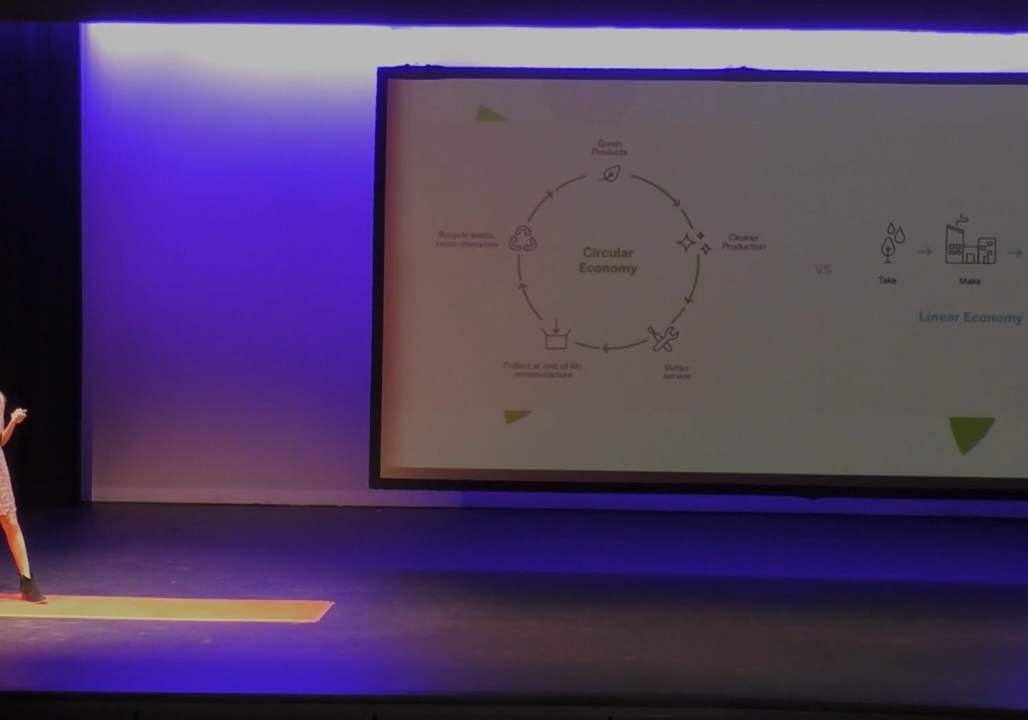 Green
Products
Recycle waste,
reuse resources
Cleaner
Production
Circular
Economy
VS
Take
Make
Linear Economy
Collect at end-of-life,
remanufacture
Better
service